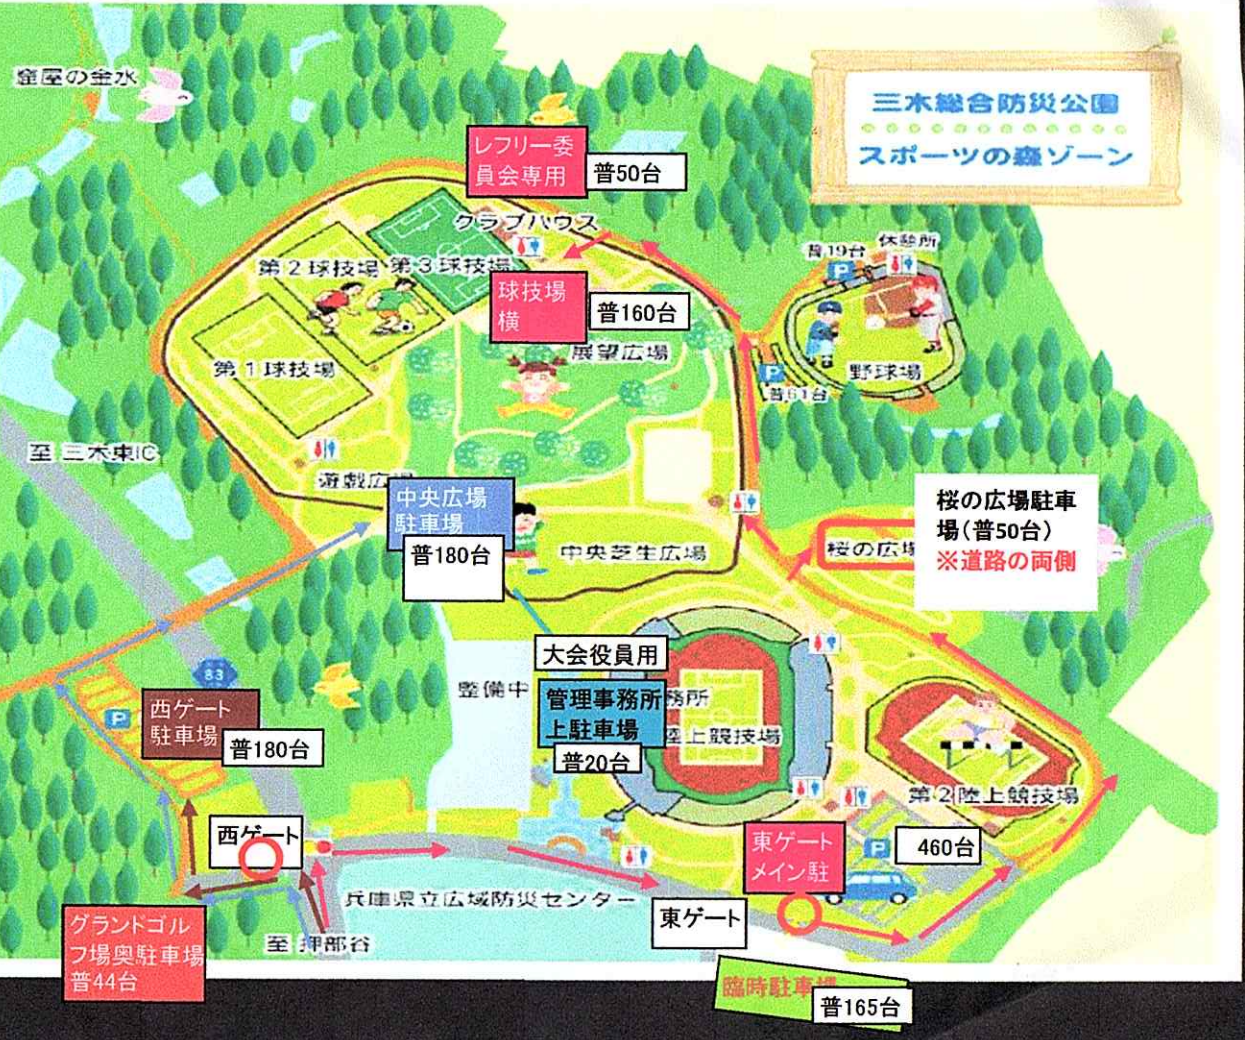 三木総合防災公園
スポーツの森ゾーン
窟屋の金水
レフリー委
員会専用
普50台
クラブハウス
普19台
休憩所
第2球技場
第3球技場
球技場
横
普160台
展望広場
第1球技場
野球場
普61台
至 三木東IC
遊戯広
中央広場
駐車場
普180台
中央芝生広場
桜の広場
桜の広場駐車
場(普50台)
※道路の両側
大会役員用
管理事務所
上駐車場
普20台
務所
陸上競技場
整備中
83
P
西ゲート
駐車場
普180台
第2陸上競技場
西ゲート
東ゲート
メイン駐
P
460台
兵庫県立広域防災センター
東ゲート
グランドゴル
フ場奥駐車場
普44台
至 押部谷
臨時駐車場
普165台